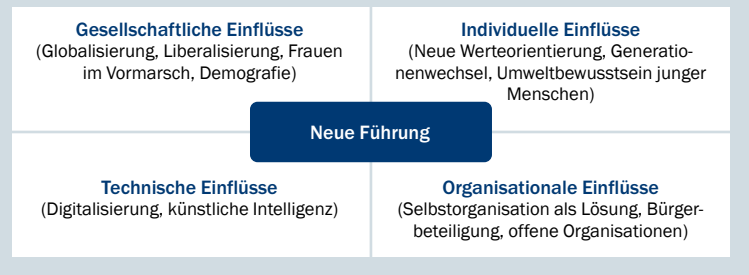 Gesellschaftliche Einflüsse
(Globalisierung, Liberalisierung, Frauen
im Vormarsch, Demografie)
Individuelle Einflüsse
(Neue Werteorientierung, Generatio-
nenwechsel, Umweltbewusstsein junger
Menschen)
Neue Führung
Technische Einflüsse
(Digitalisierung, künstliche Intelligenz)
Organisationale Einflüsse
(Selbstorganisation als Lösung, Bürger-
beteiligung, offene Organisationen)